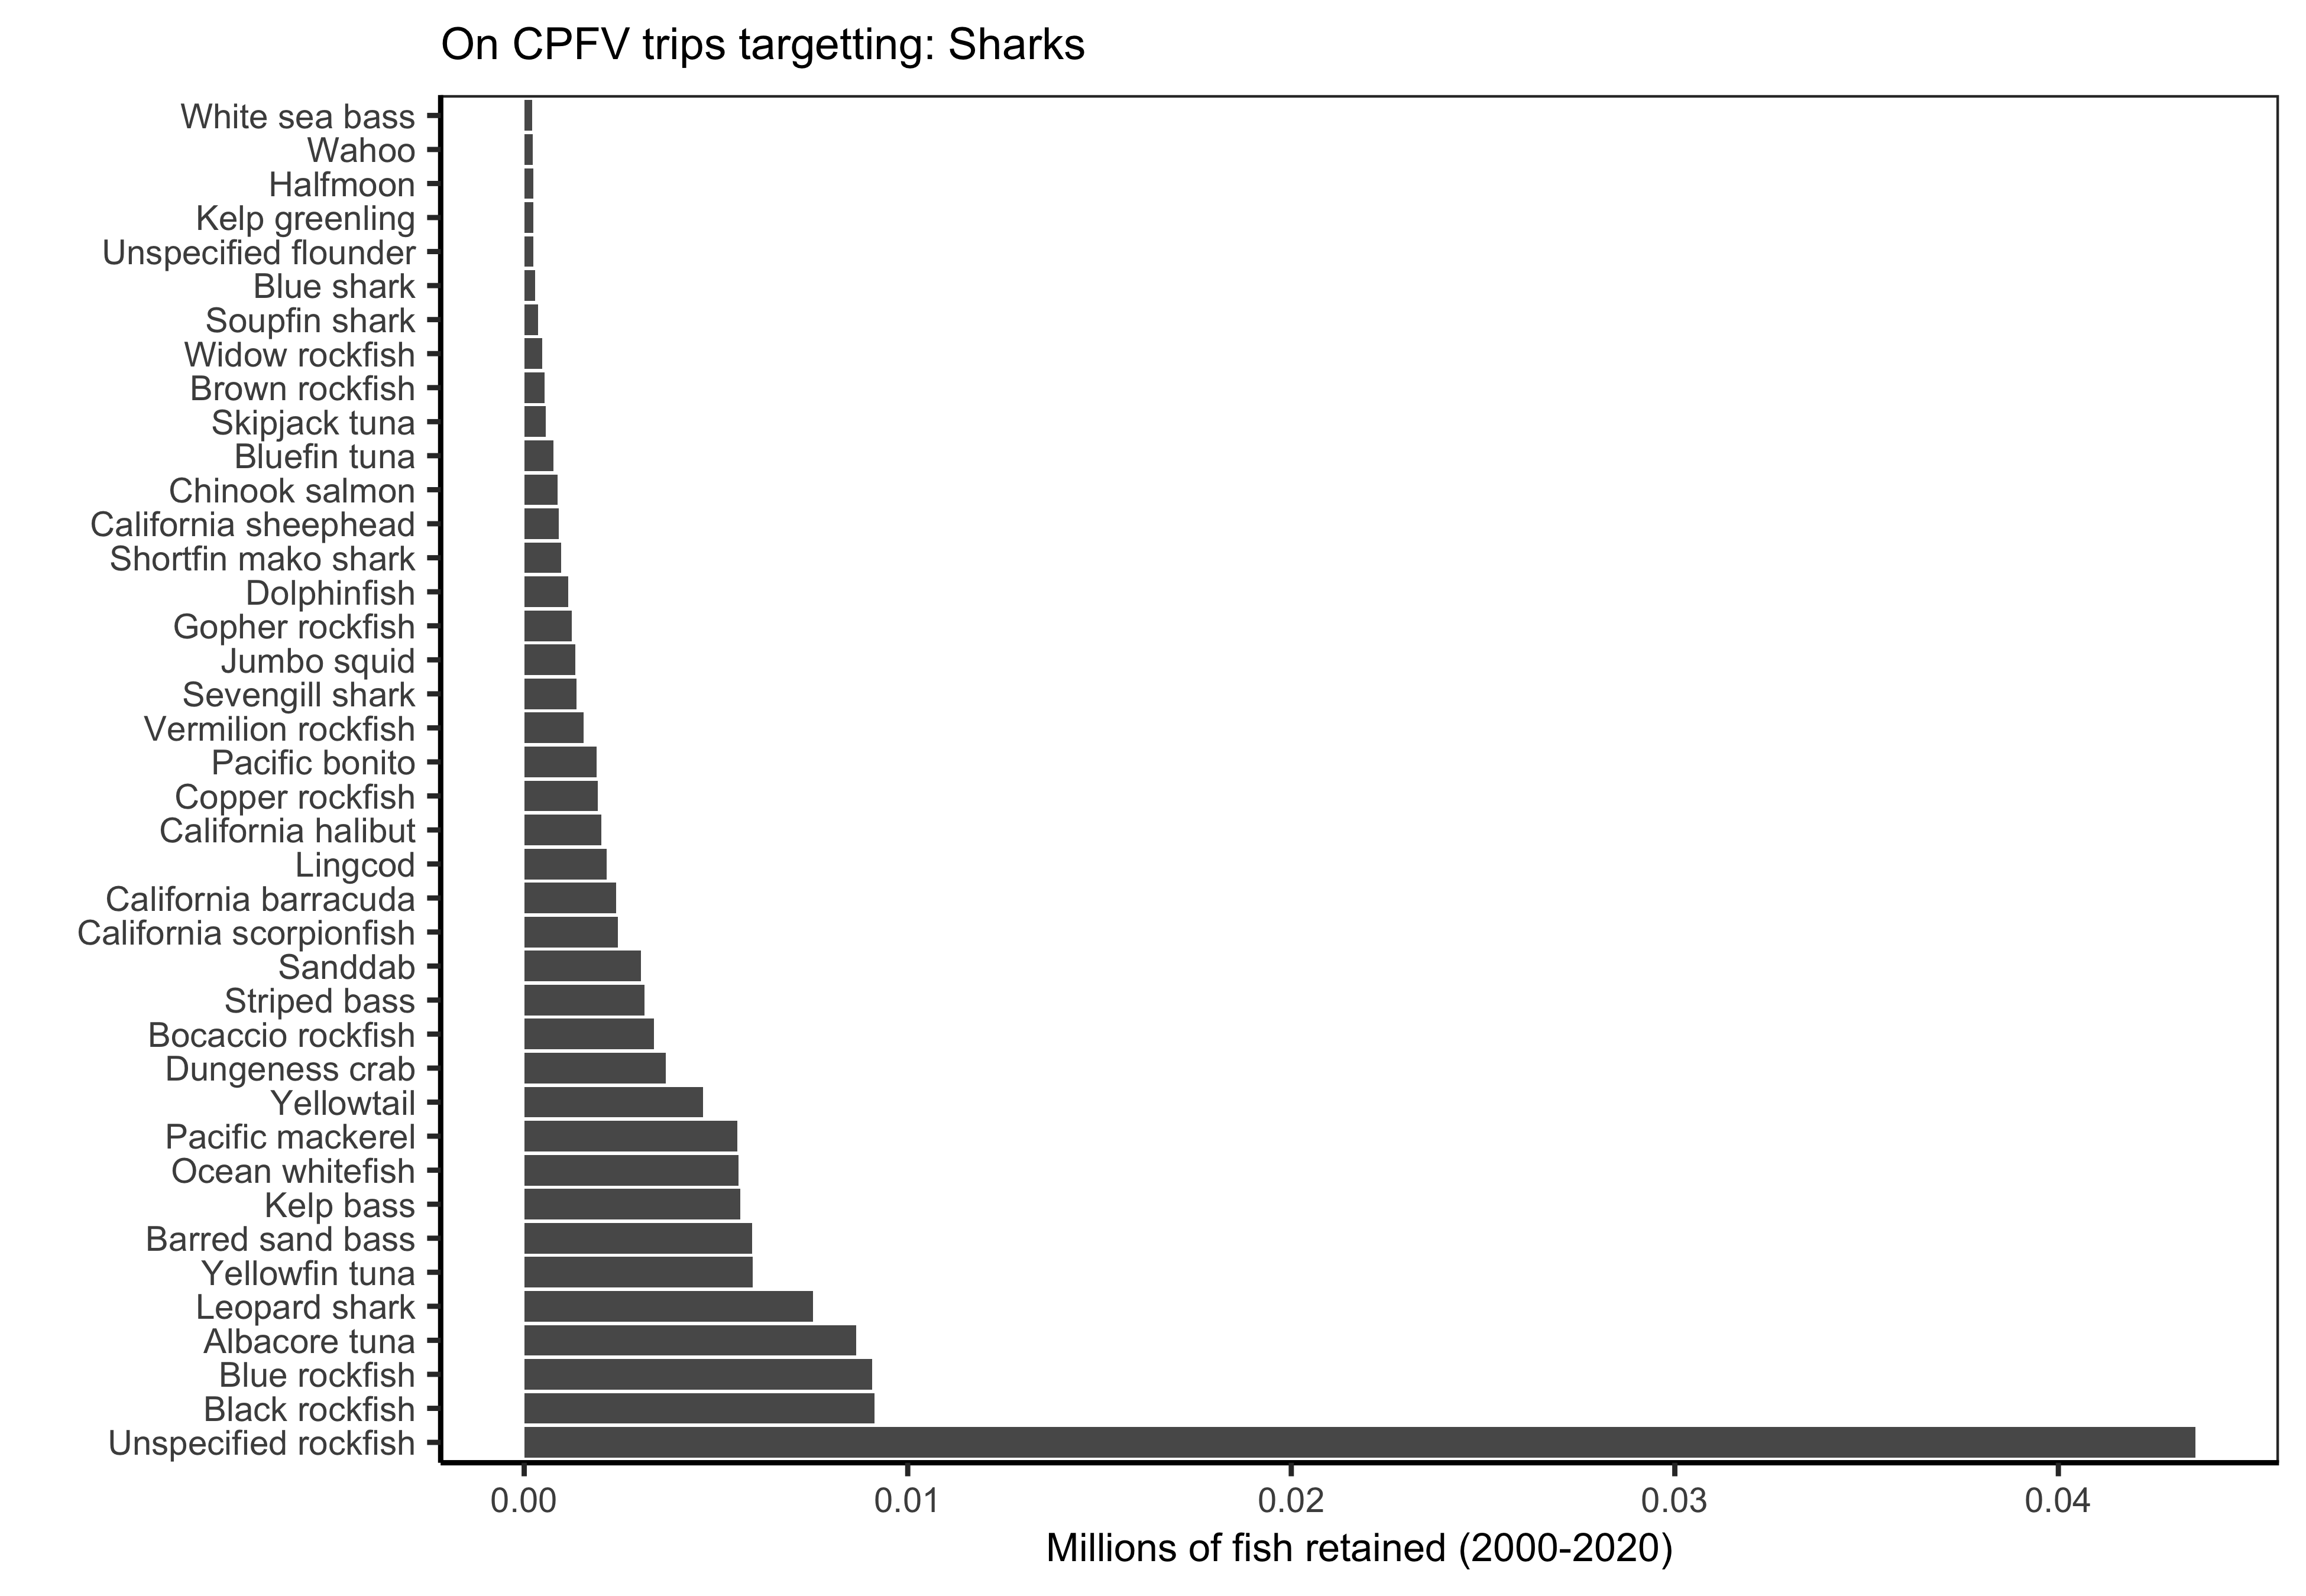 On CPFV trips targetting: Sharks
White sea bass
Wahoo
Halfmoon
Kelp greenling
Unspecified flounder
Blue shark
Soupfin shark
Widow rockfish
Brown rockfish
Skipjack tuna
Bluefin tuna
Chinook salmon
California sheephead
Shortfin mako shark
Dolphinfish
Gopher rockfish
Jumbo squid
Sevengill shark
Vermilion rockfish
Pacific bonito
Copper rockfish
California halibut
Lingcod
California barracuda
California scorpionfish
Sanddab
Striped bass
Bocaccio rockfish
Dungeness crab
Yellowtail
Pacific mackerel
Ocean whitefish
Kelp bass
Barred sand bass
Yellowfin tuna
Leopard shark
Albacore tuna
Blue rockfish
Black rockfish
Unspecified rockfish
0.00 0.01 0.02 0.03 0.04
Millions of fish retained (2000-2020)